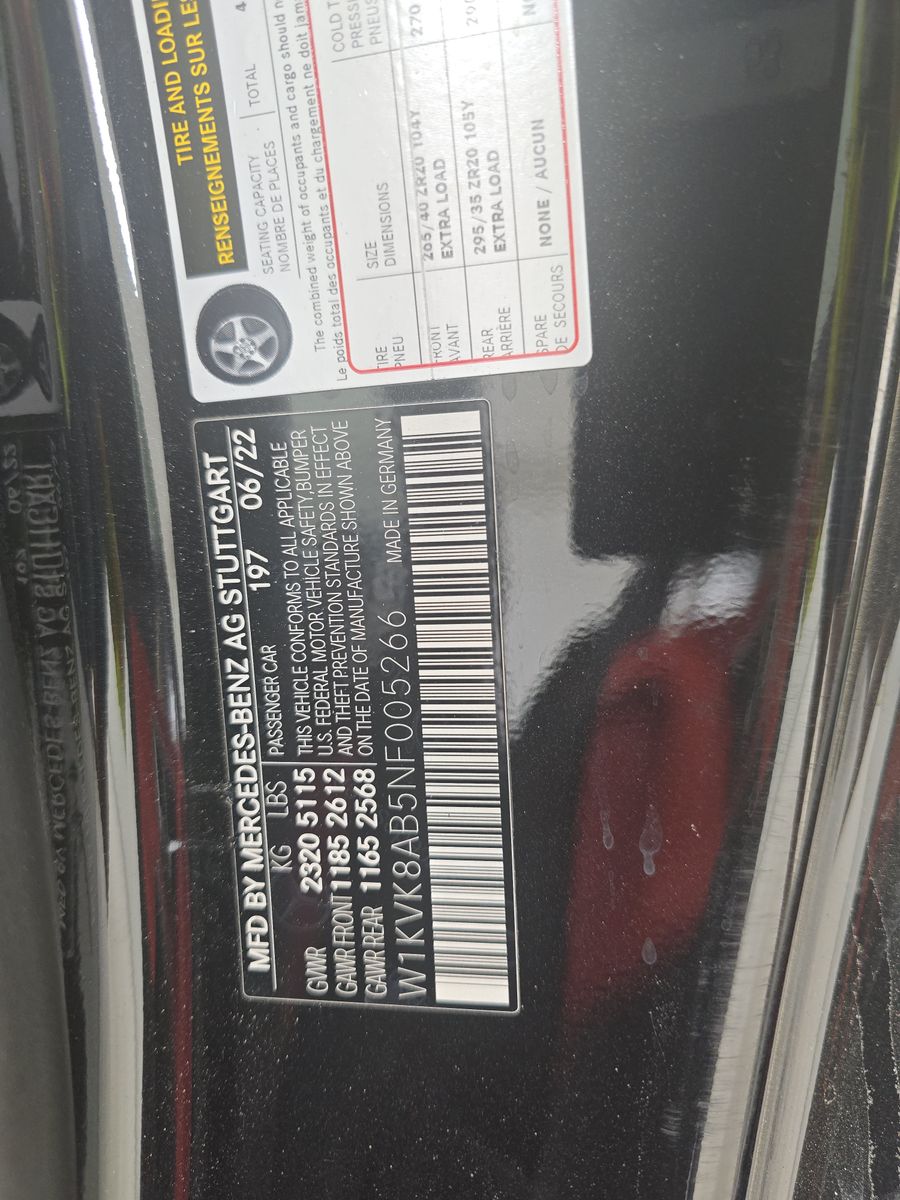 MFD BY MERCEDES-BENZ AG STUTTGART
197 06/22
KG LBS PASSENGER CAR
GVWR 2320 5115 THIS VEHICLE CONFORMS TO ALL APPLICABLE
GAWR FRONT 1185 2612 U.S. FEDERAL MOTOR VEHICLE SAFETY, BUMPER
GAWR REAR 1165 2568 AND THEFT PREVENTION STANDARDS IN EFFECT
ON THE DATE OF MANUFACTURE SHOWN ABOVE
W1KVK8AB5NF005266 MADE IN GERMANY
TIRE AND LOADI
RENSEIGNEMENTS SUR LE
SEATING CAPACITY TOTAL 4
NOMBRE DE PLACES
The combined weight of occupants and cargo should n
Le poids total des occupants et du chargement ne doit jam
TIRE SIZE COLD T
PNEU DIMENSIONS PRESS
PNEUS
FRONT 265/40 ZR20 104Y 270
AVANT EXTRA LOAD
REAR 295/35 ZR20 105Y
ARRIÈRE EXTRA LOAD
SPARE NONE / AUCUN
DE SECOURS